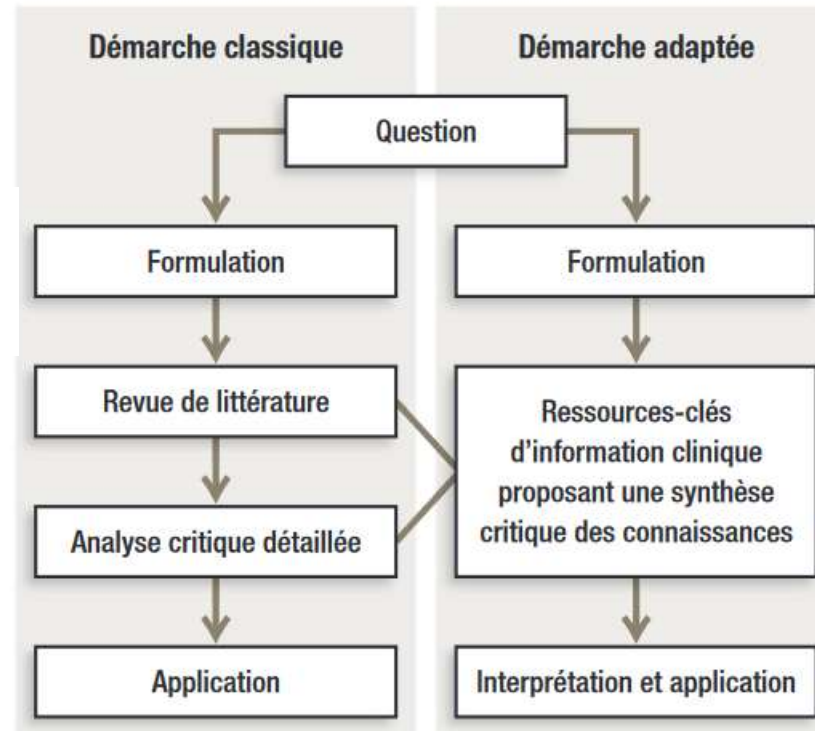 Démarche classique
Démarche adaptée
Question
Formulation
Formulation
Revue de littérature
Analyse critique détaillée
Ressources-clés
d'information clinique
proposant une synthèse
critique des connaissances
Application
Interprétation et application